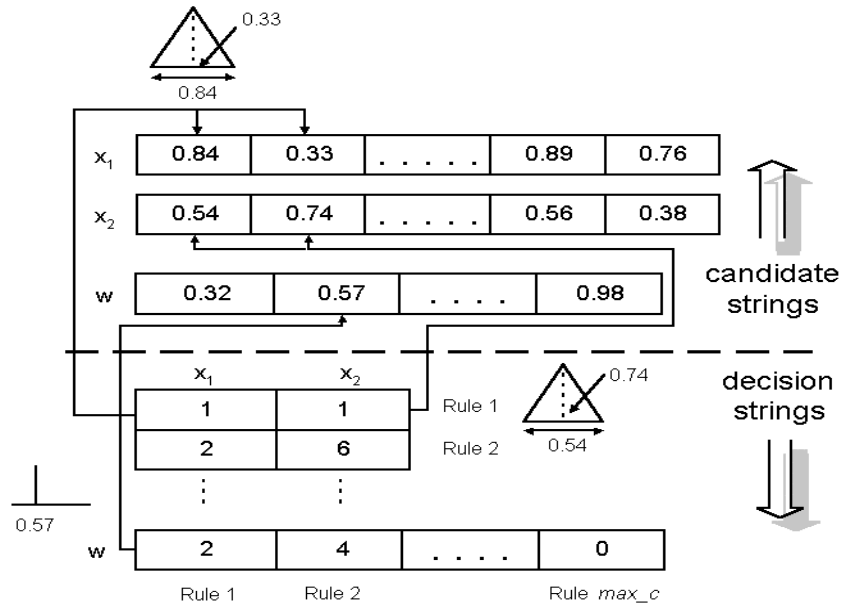 0.33
0.84
x1 0.84 0.33 . . . . . 0.89 0.76
x2 0.54 0.74 . . . . . 0.56 0.38
w 0.32 0.57 . . . . 0.98
candidate
strings
x1 x2
1 1 Rule 1
2 6 Rule 2
0.74
0.54
decision
strings
0.57
w 2 4 . . . . 0
Rule 1 Rule 2 Rule max_c